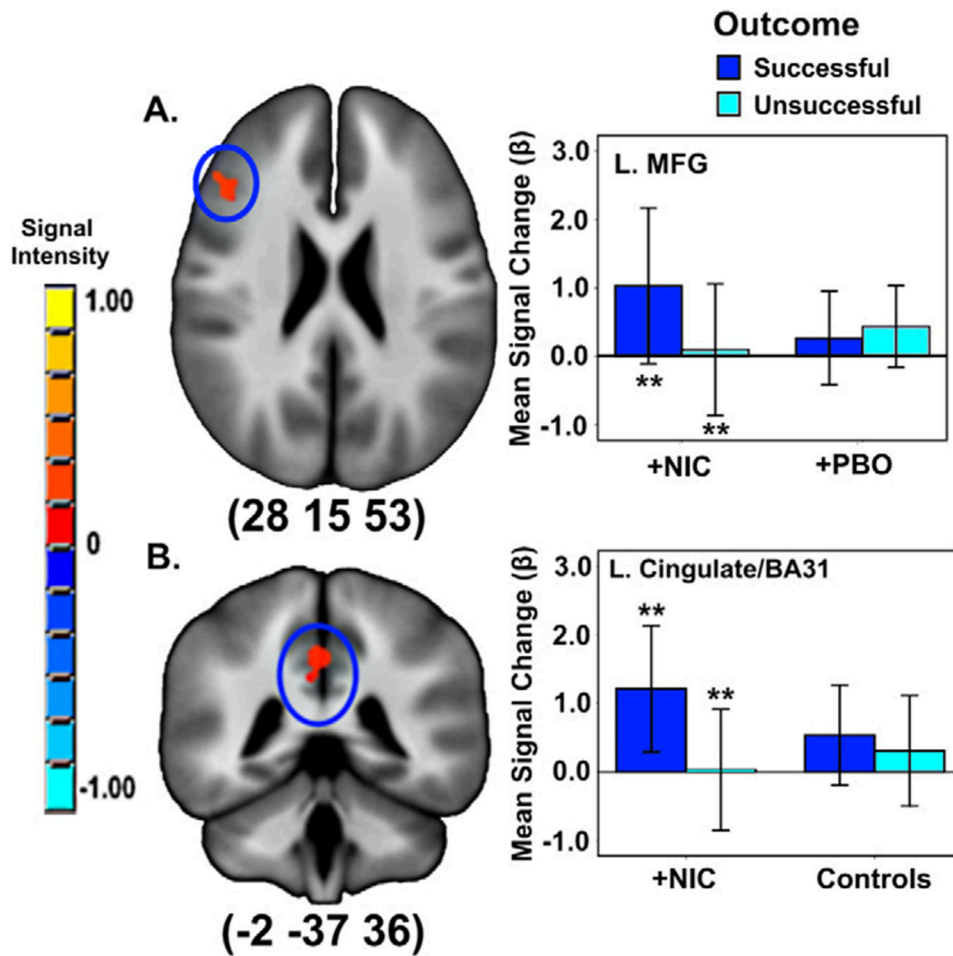 Outcome
Successful
Unsuccessful
A.
Signal
Intensity
1.00
0
-1.00
(28 15 53)
L. MFG
Mean Signal Change (β)
3.0
2.0
1.0
0.0
-1.0
**
**
+NIC
+PBO
B.
(-2 -37 36)
L. Cingulate/BA31
Mean Signal Change (β)
3.0
2.0
1.0
0.0
-1.0
**
**
+NIC
Controls